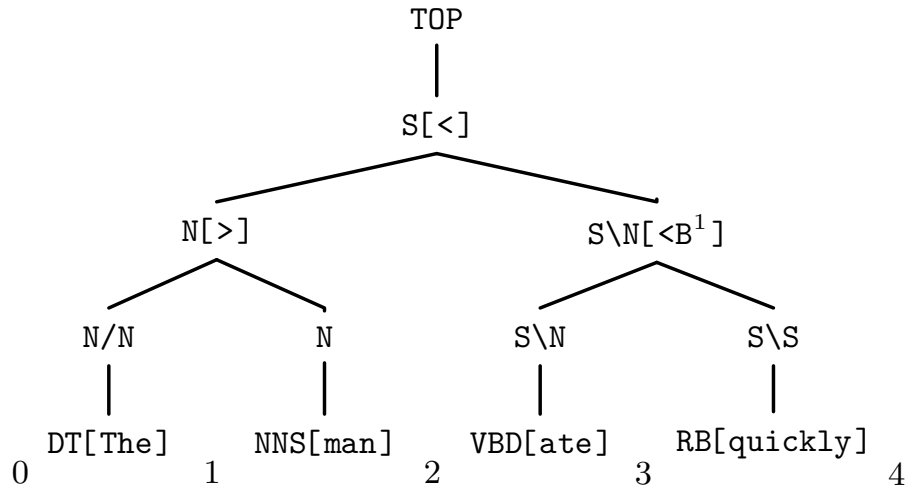 TOP
S[<]
N[>] S\N[<B¹]
N/N N S\N S\S
DT[The] NNS[man] VBD[ate] RB[quickly]
0 1 2 3 4